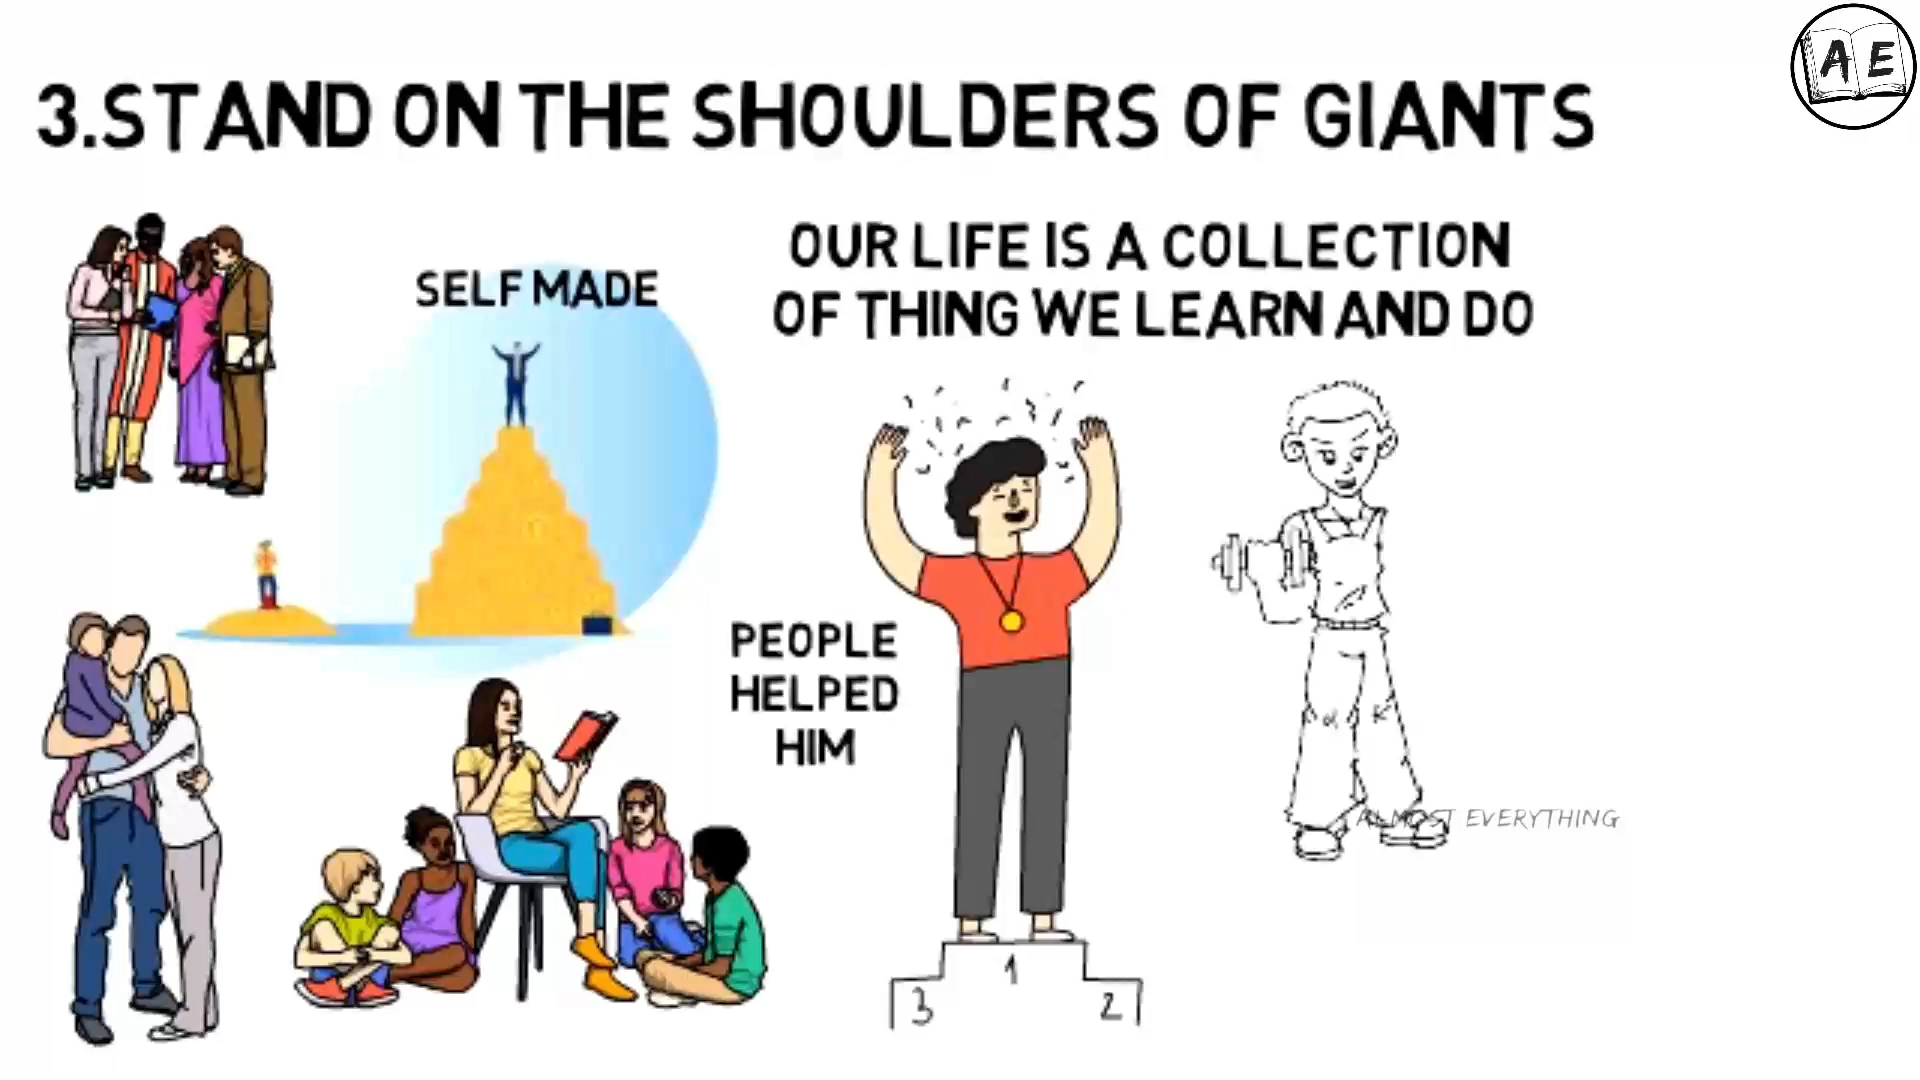 A E
3.STAND ON THE SHOULDERS OF GIANTS
SELF MADE
OUR LIFE IS A COLLECTION
OF THING WE LEARN AND DO
PEOPLE
HELPED
HIM
ALMOST EVERYTHING
1
3
2